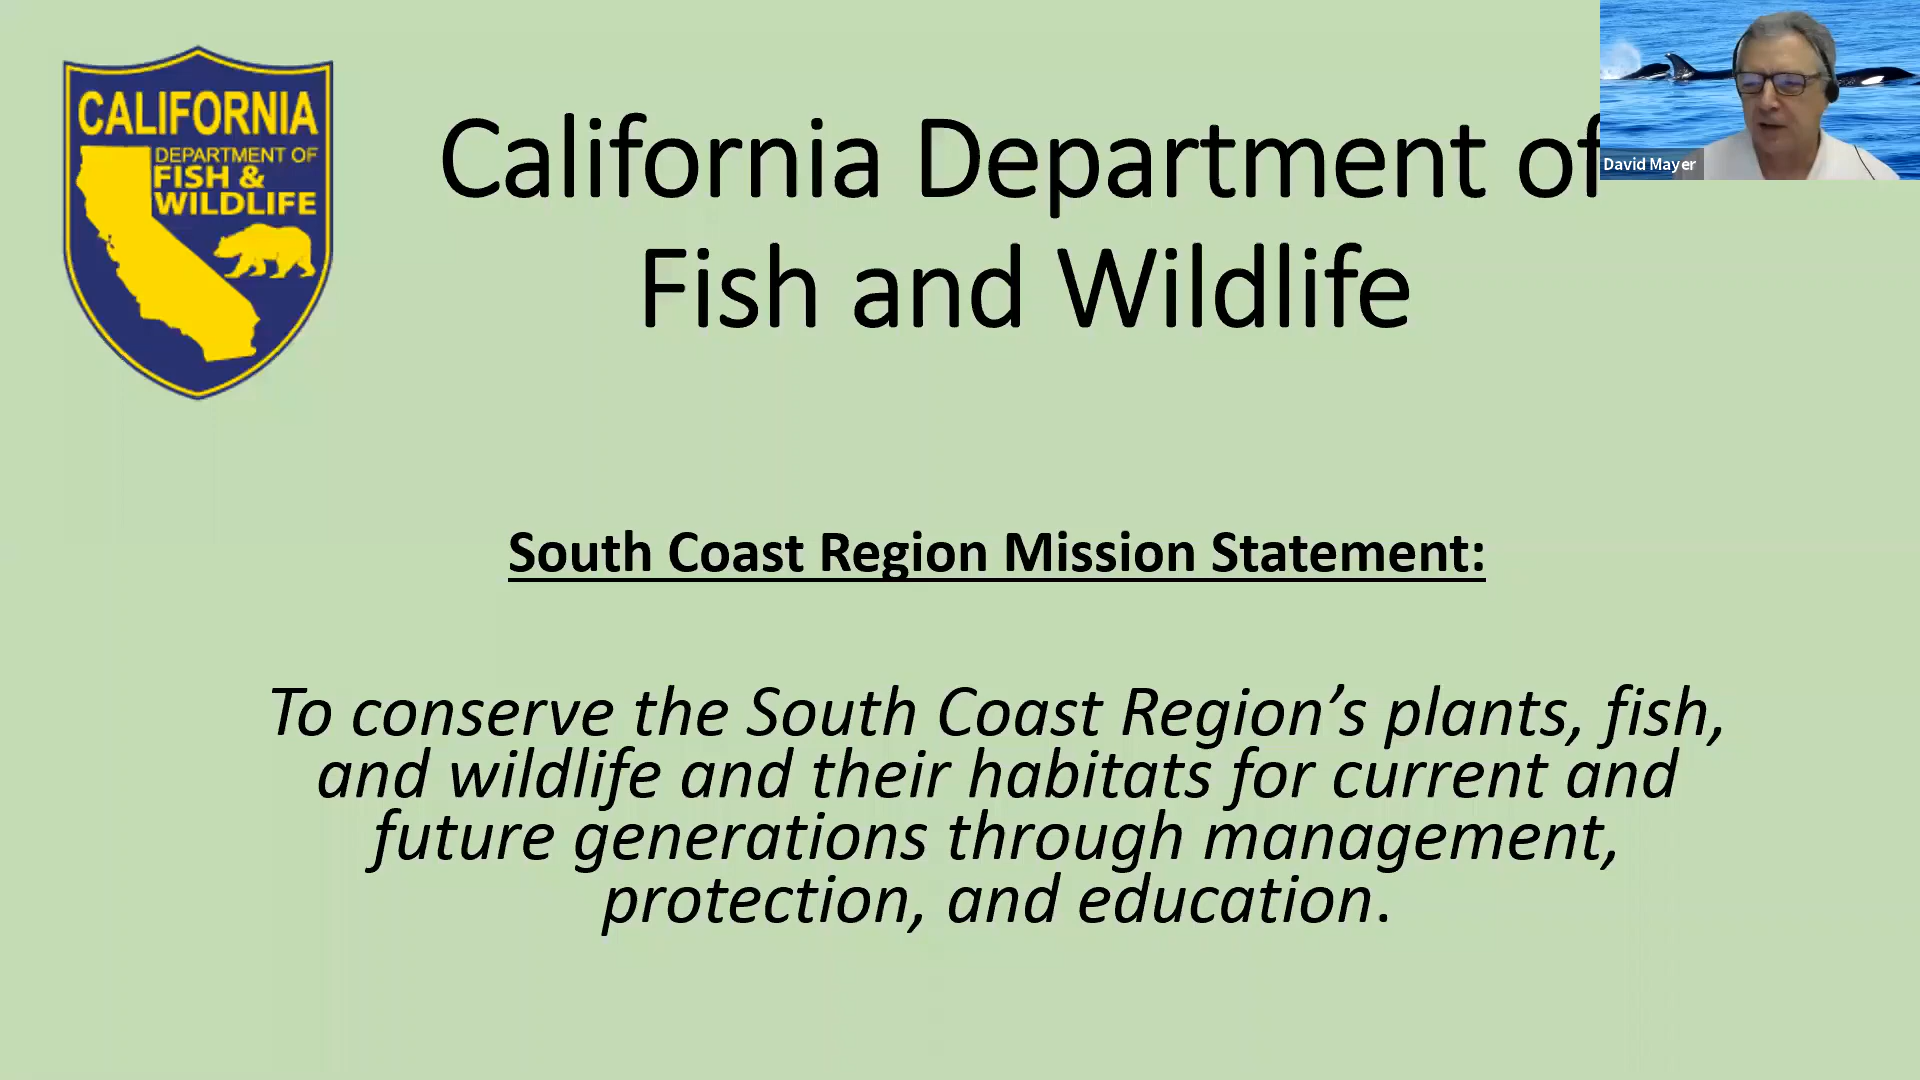 CALIFORNIA
DEPARTMENT OF
FISH &
WILDLIFE
California Department of
Fish and Wildlife
David Mayer
South Coast Region Mission Statement:
To conserve the South Coast Region’s plants, fish,
and wildlife and their habitats for current and
future generations through management,
protection, and education.